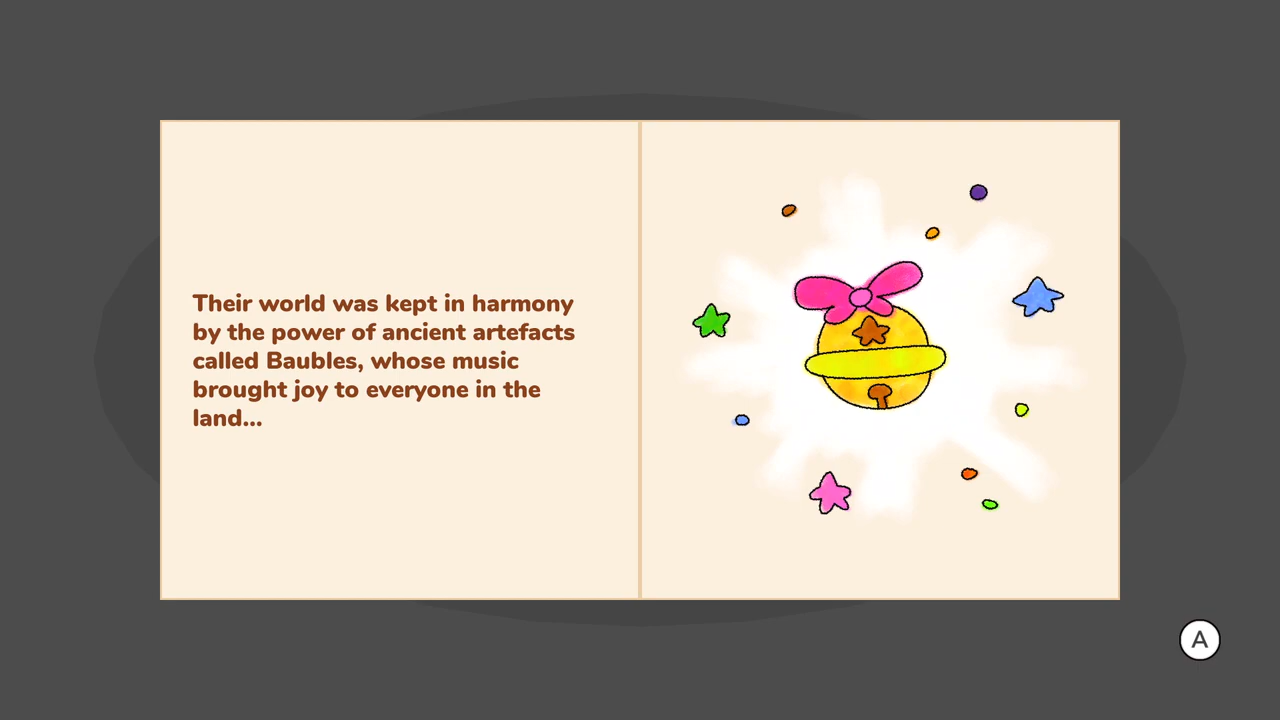 Their world was kept in harmony
by the power of ancient artefacts
called Baubles, whose music
brought joy to everyone in the
land...
A